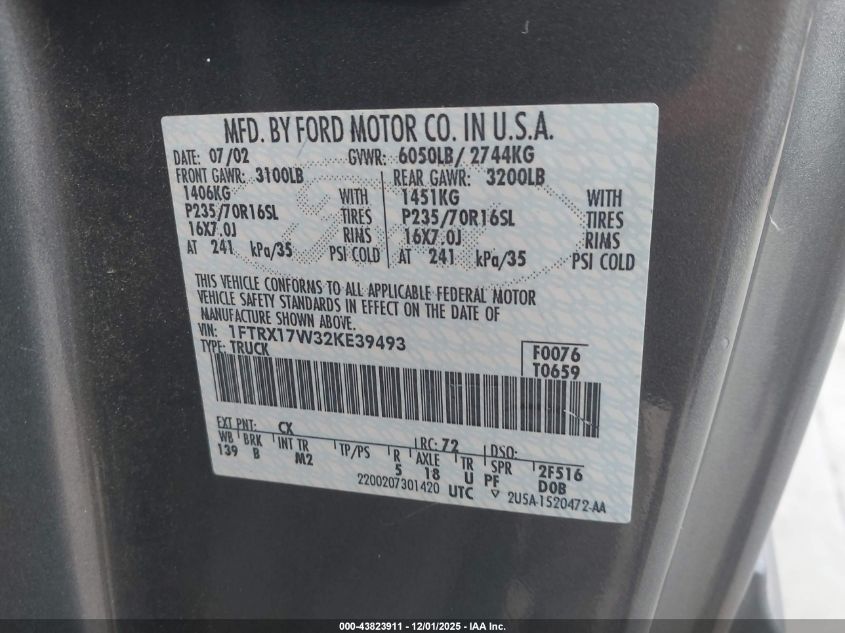 MFD. BY FORD MOTOR CO. IN U.S.A.
DATE: 07/02 GVWR: 6050LB/ 2744KG
FRONT GAWR: 3100LB REAR GAWR: 3200LB
1406KG WITH 1451KG WITH
P235/70R16SL TIRES P235/70R16SL TIRES
16X7.0J RIMS 16X7.0J RIMS
AT 241 kPa/35 PSI COLD AT 241 kPa/35 PSI COLD
THIS VEHICLE CONFORMS TO ALL APPLICABLE FEDERAL MOTOR
VEHICLE SAFETY STANDARDS IN EFFECT ON THE DATE OF
MANUFACTURE SHOWN ABOVE.
VIN: 1FTRX17W32KE39493 F0076
TYPE: TRUCK T0659
EXT PNT: CX RC: 72 DSO:
WB BRK INT TR TP/PS R AXLE TR SPR 2F516
139 B M2 5 18 U PF DOB
2200207301420 UTC ▽ 2USA-1520472-AA
000-43823911 - 12/01/2025 - IAA Inc.